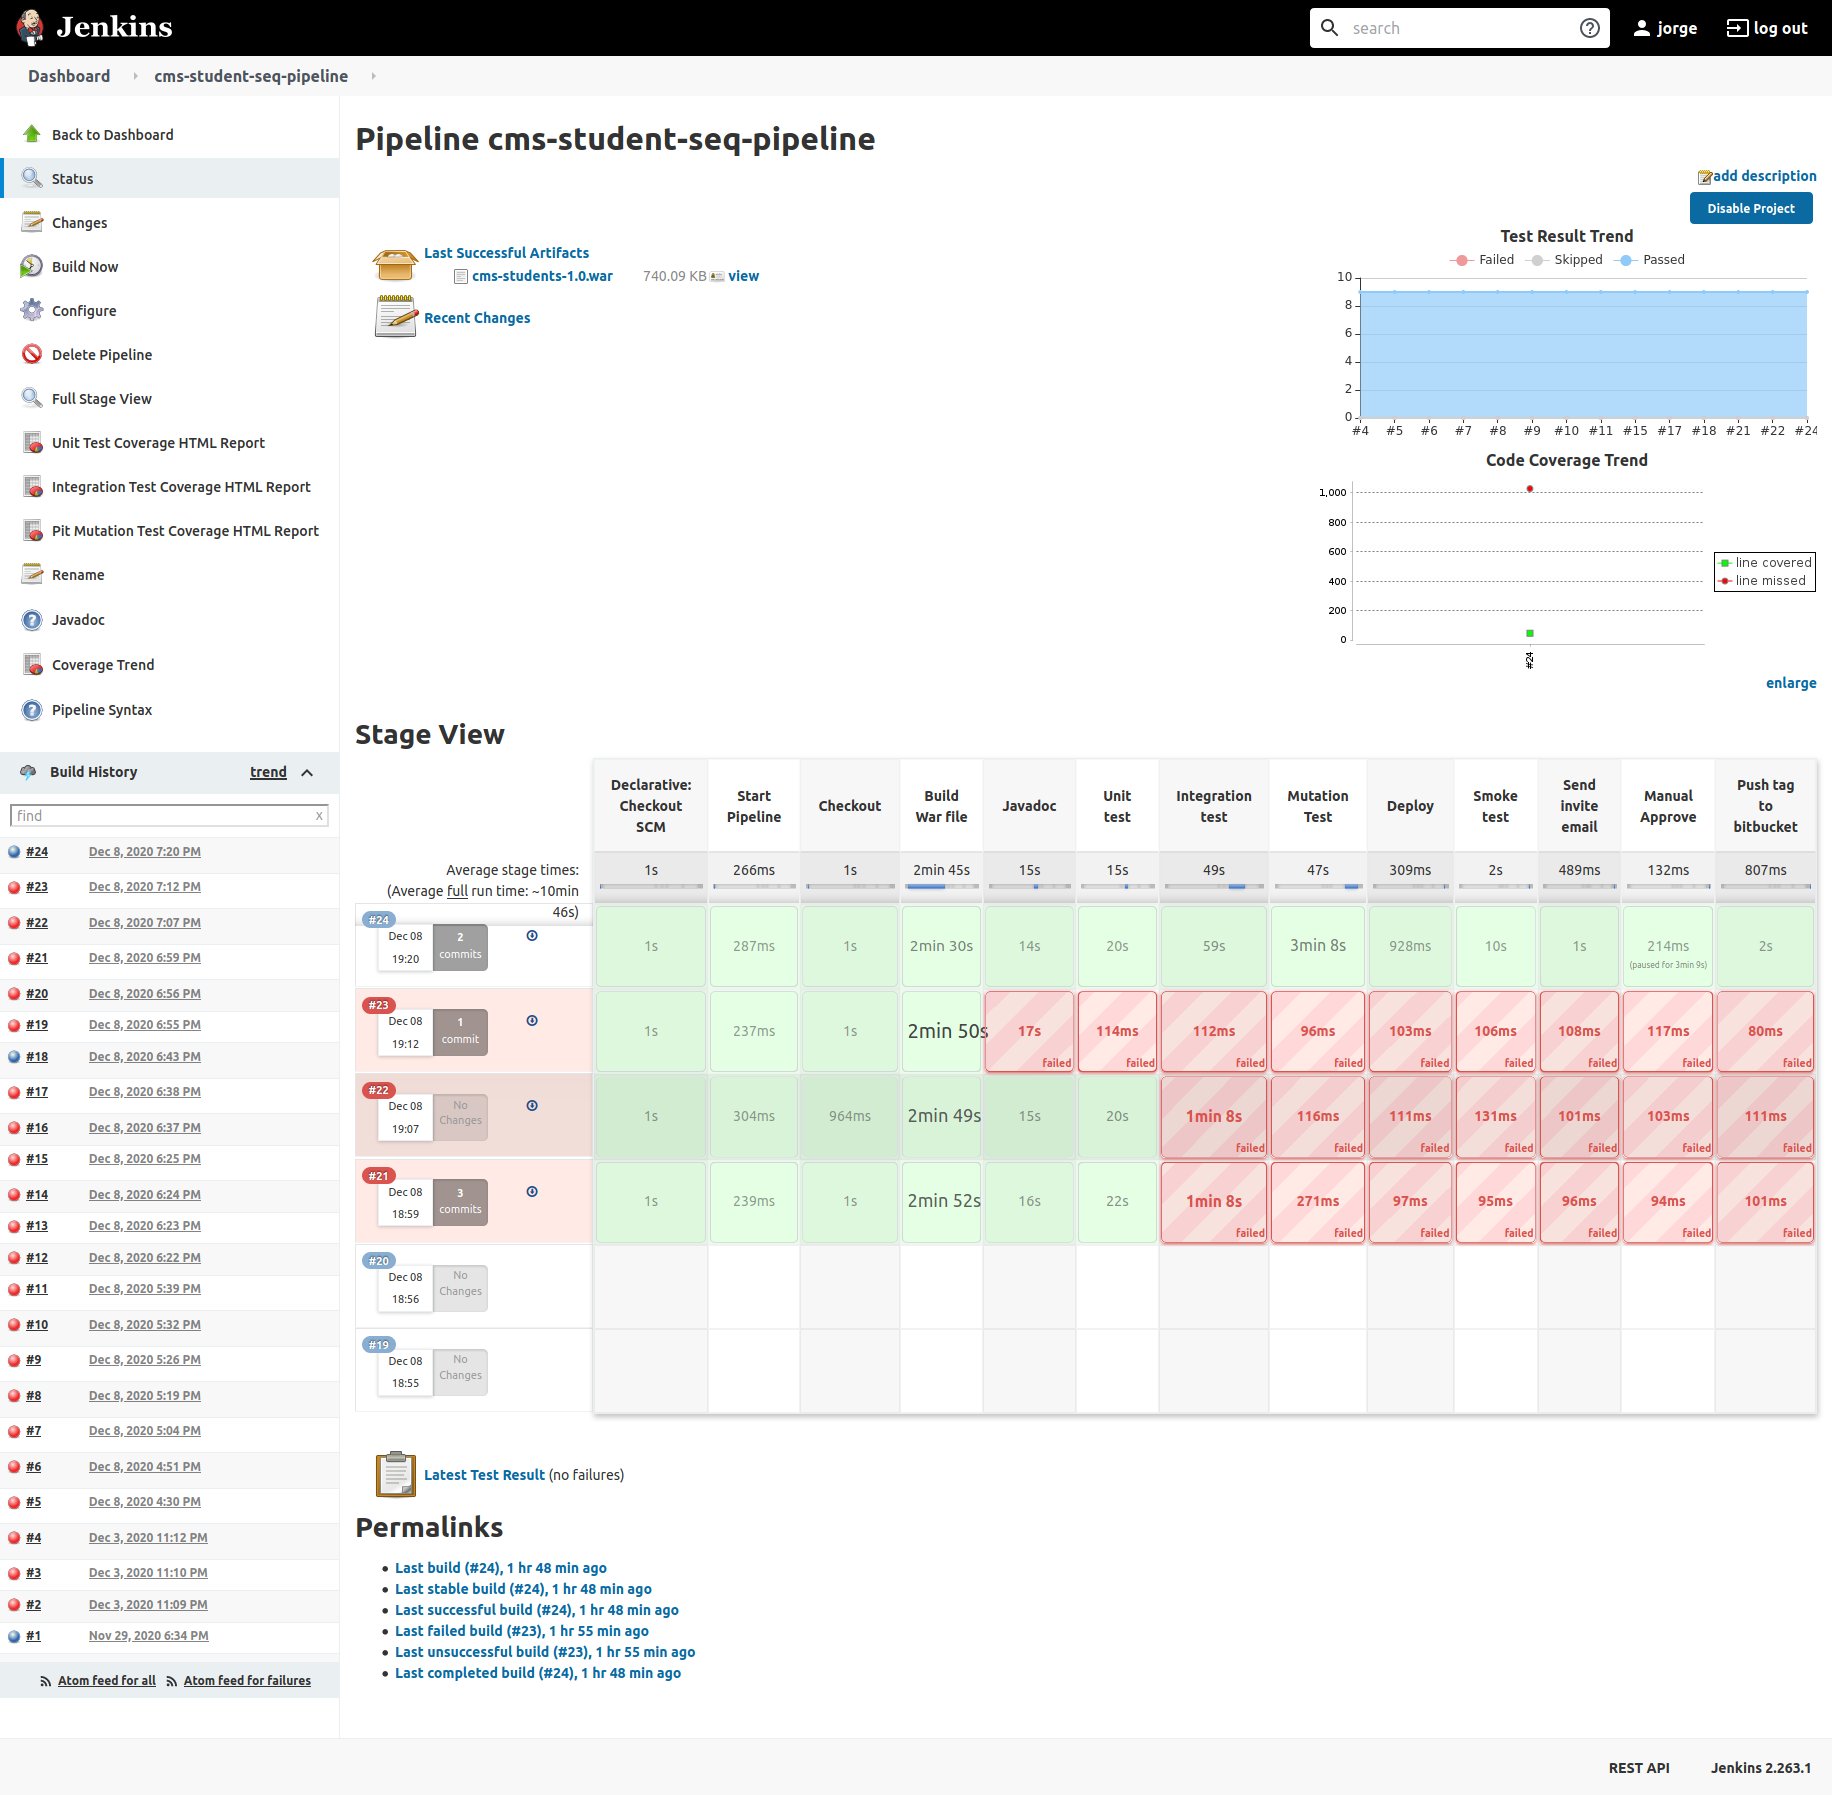 Jenkins
search
jorge
log out
Dashboard
cms-student-seq-pipeline
Back to Dashboard
Status
Changes
Build Now
Configure
Delete Pipeline
Full Stage View
Unit Test Coverage HTML Report
Integration Test Coverage HTML Report
Pit Mutation Test Coverage HTML Report
Rename
Javadoc
Coverage Trend
Pipeline Syntax
Build History trend
find x
#24 Dec 8, 2020 7:20 PM
#23 Dec 8, 2020 7:12 PM
#22 Dec 8, 2020 7:07 PM
#21 Dec 8, 2020 6:59 PM
#20 Dec 8, 2020 6:56 PM
#19 Dec 8, 2020 6:55 PM
#18 Dec 8, 2020 6:43 PM
#17 Dec 8, 2020 6:38 PM
#16 Dec 8, 2020 6:37 PM
#15 Dec 8, 2020 6:25 PM
#14 Dec 8, 2020 6:24 PM
#13 Dec 8, 2020 6:23 PM
#12 Dec 8, 2020 6:22 PM
#11 Dec 8, 2020 5:39 PM
#10 Dec 8, 2020 5:32 PM
#9 Dec 8, 2020 5:26 PM
#8 Dec 8, 2020 5:19 PM
#7 Dec 8, 2020 5:04 PM
#6 Dec 8, 2020 4:51 PM
#5 Dec 8, 2020 4:30 PM
#4 Dec 3, 2020 11:12 PM
#3 Dec 3, 2020 11:10 PM
#2 Dec 3, 2020 11:09 PM
#1 Nov 29, 2020 6:34 PM
Atom feed for all Atom feed for failures
Pipeline cms-student-seq-pipeline
add description
Disable Project
Last Successful Artifacts
cms-students-1.0.war 740.09 KB view
Recent Changes
Test Result Trend
Failed Skipped Passed
10
8
6
4
2
0
#4 #5 #6 #7 #8 #9 #10 #11 #15 #17 #18 #21 #22 #24
Code Coverage Trend
1,000
800
600
400
200
0
#24
line covered
line missed
enlarge
Stage View
Declarative: Checkout SCM
Start Pipeline
Checkout
Build War file
Javadoc
Unit test
Integration test
Mutation Test
Deploy
Smoke test
Send invite email
Manual Approve
Push tag to bitbucket
Average stage times:
(Average full run time: ~10min
46s)
1s 266ms 1s 2min 45s 15s 15s 49s 47s 309ms 2s 489ms 132ms 807ms
#24
Dec 08
19:20
2
commits
1s 287ms 1s 2min 30s 14s 20s 59s 3min 8s 928ms 10s 1s 214ms 2s
(paused for 3min 9s)
#23
Dec 08
19:12
1
commit
1s 237ms 1s 2min 50s 17s 114ms 112ms 96ms 103ms 106ms 108ms 117ms 80ms
failed failed failed failed failed failed failed failed failed
#22
Dec 08
19:07
No
Changes
1s 304ms 964ms 2min 49s 15s 20s 1min 8s 116ms 111ms 131ms 101ms 103ms 111ms
failed failed failed failed failed failed failed
#21
Dec 08
18:59
3
commits
1s 239ms 1s 2min 52s 16s 22s 1min 8s 271ms 97ms 95ms 96ms 94ms 101ms
failed failed failed failed failed failed failed
#20
Dec 08
18:56
No
Changes
#19
Dec 08
18:55
No
Changes
Latest Test Result (no failures)
Permalinks
Last build (#24), 1 hr 48 min ago
Last stable build (#24), 1 hr 48 min ago
Last successful build (#24), 1 hr 48 min ago
Last failed build (#23), 1 hr 55 min ago
Last unsuccessful build (#23), 1 hr 55 min ago
Last completed build (#24), 1 hr 48 min ago
REST API Jenkins 2.263.1